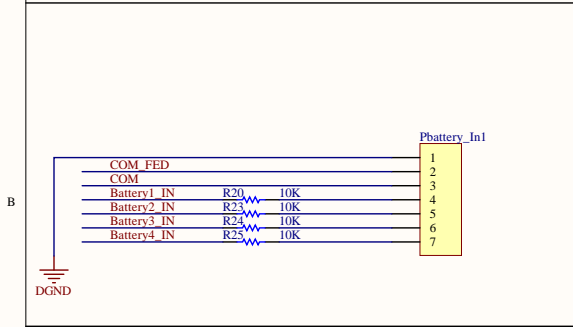 Pbattery_In1
1
COM_FED 2
COM 3
B Battery1_IN R20 10K 4
Battery2_IN R23 10K 5
Battery3_IN R24 10K 6
Battery4_IN R25 10K 7
DGND